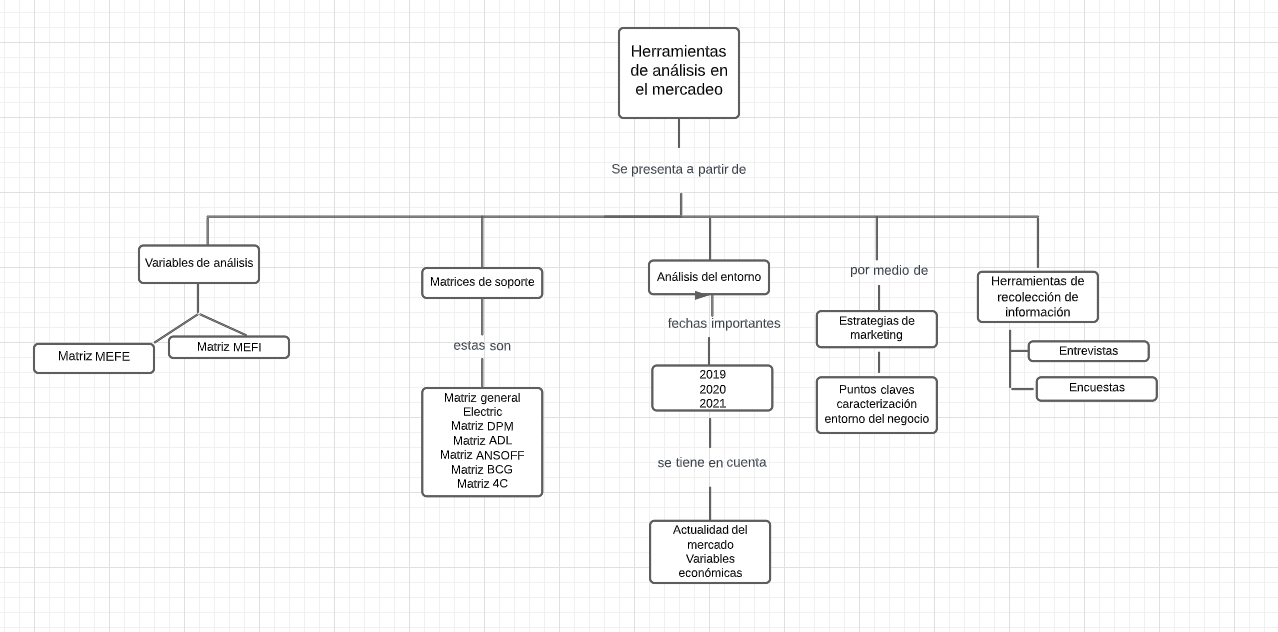 Herramientas
de análisis en
el mercadeo
Se presenta a partir de
Variables de análisis
Matriz MEFE
Matriz MEFI
Matrices de soporte
estas son
Matriz general
Electric
Matriz DPM
Matriz ADL
Matriz ANSOFF
Matriz BCG
Matriz 4C
Análisis del entorno
fechas importantes
2019
2020
2021
se tiene en cuenta
Actualidad del
mercado
Variables
económicas
por medio de
Estrategias de
marketing
Puntos claves
caracterización
entorno del negocio
Herramientas de
recolección de
información
Entrevistas
Encuestas